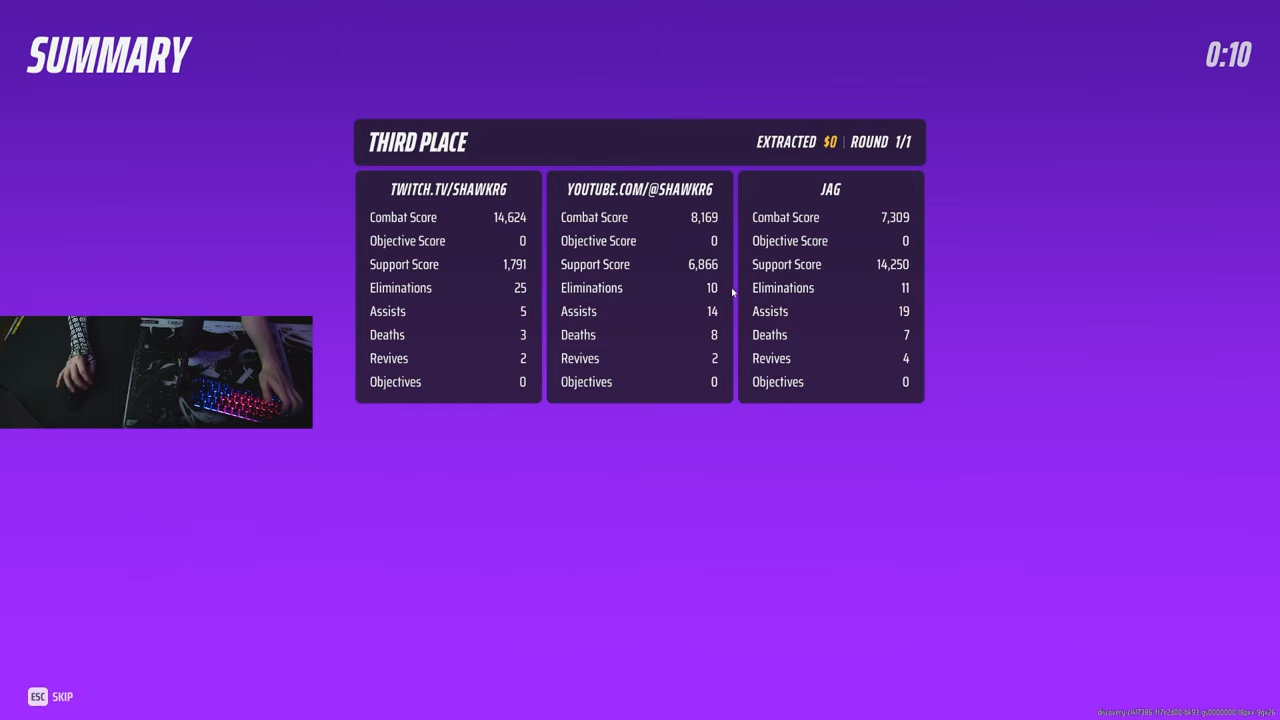 SUMMARY
0:10
THIRD PLACE
EXTRACTED $0 | ROUND 1/1
TWITCH.TV/SHAWKR6
Combat Score 14,624
Objective Score 0
Support Score 1,791
Eliminations 25
Assists 5
Deaths 3
Revives 2
Objectives 0
YOUTUBE.COM/@SHAWKR6
Combat Score 8,169
Objective Score 0
Support Score 6,866
Eliminations 10
Assists 14
Deaths 8
Revives 2
Objectives 0
JAG
Combat Score 7,309
Objective Score 0
Support Score 14,250
Eliminations 11
Assists 19
Deaths 7
Revives 4
Objectives 0
ESC SKIP